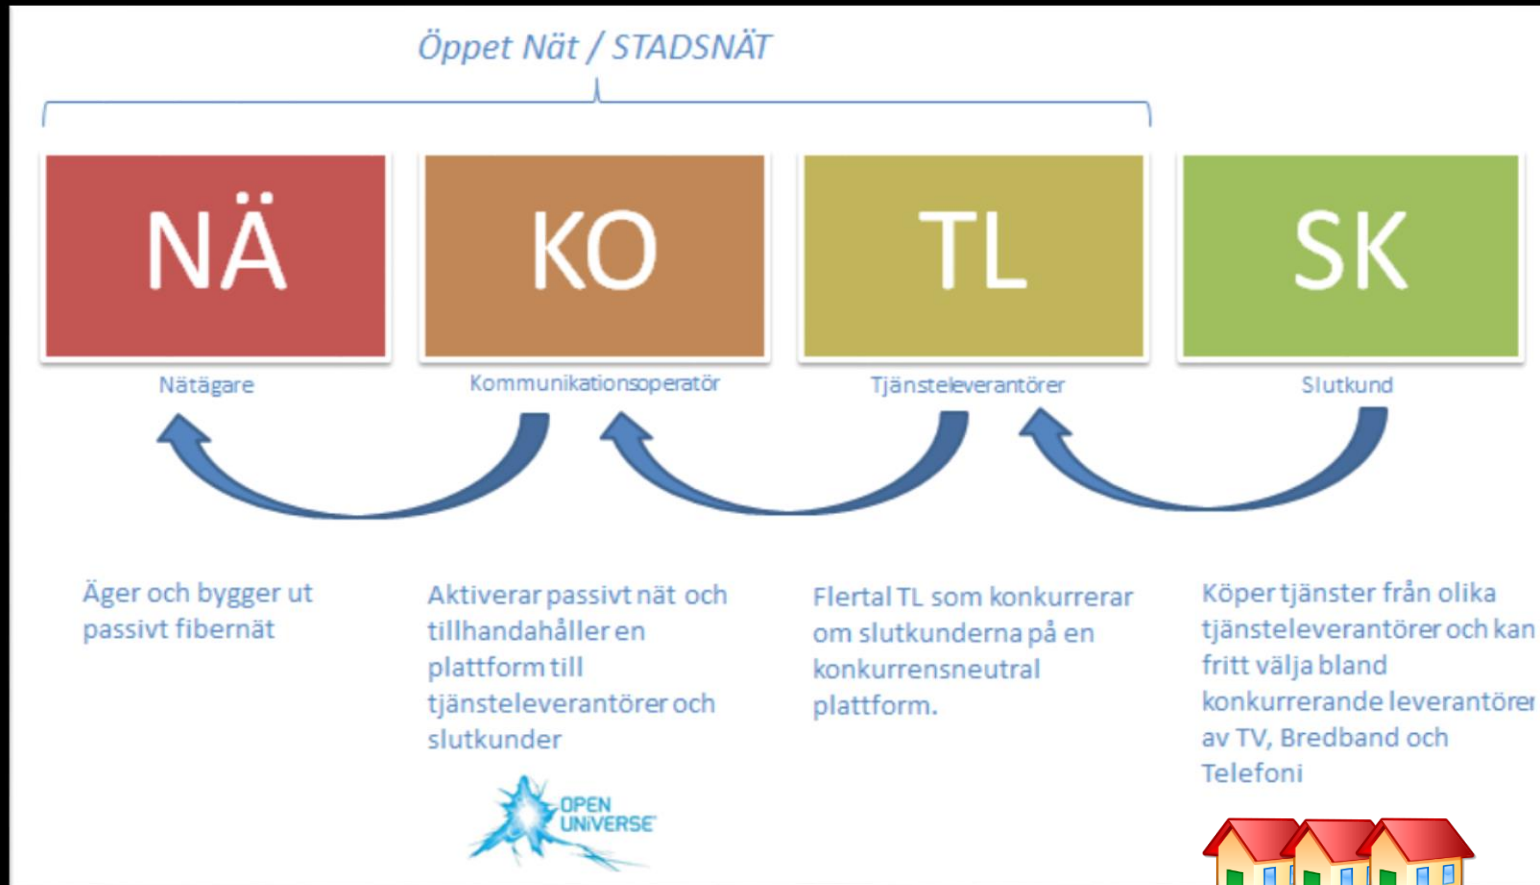 Öppet Nät / STADSNÄT
NÄ
KO
TL
SK
Nätägare
Kommunikationsoperatör
Tjänsteleverantörer
Slutkund
Äger och bygger ut
passivt fibernät
Aktiverar passivt nät och
tillhandahåller en
plattform till
tjänsteleverantörer och
slutkunder
Flertal TL som konkurrerar
om slutkunderna på en
konkurrensneutral
plattform.
Köper tjänster från olika
tjänsteleverantörer och kan
fritt välja bland
konkurrerande leverantörer
av TV, Bredband och
Telefoni
OPEN
UNiVERSE